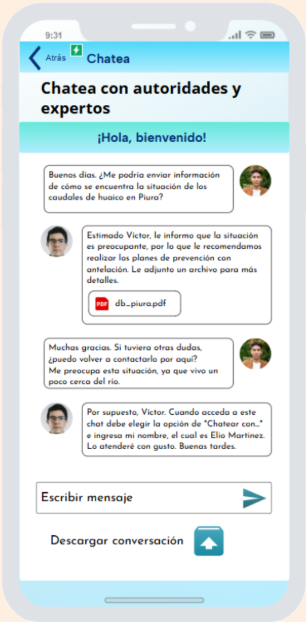 9:31
Atrás
Chatea
Chatea con autoridades y
expertos
¡Hola, bienvenido!
Buenos días. ¿Me podría enviar información
de cómo se encuentra la situación de los
caudales de huaico en Piura?
Estimado Víctor, le informo que la situación
es preocupante, por lo que le recomendamos
realizar los planes de prevención con
antelación. Le adjunto un archivo para más
detalles.
PDF db_piura.pdf
Muchas gracias. Si tuviera otras dudas,
¿puedo volver a contactarlo por aquí?
Me preocupa esta situación, ya que vivo un
poco cerca del río.
Por supuesto, Víctor. Cuando acceda a este
chat debe elegir la opción de "Chatear con..."
e ingresa mi nombre, el cual es Elio Martinez.
Lo atenderé con gusto. Buenas tardes.
Escribir mensaje
Descargar conversación